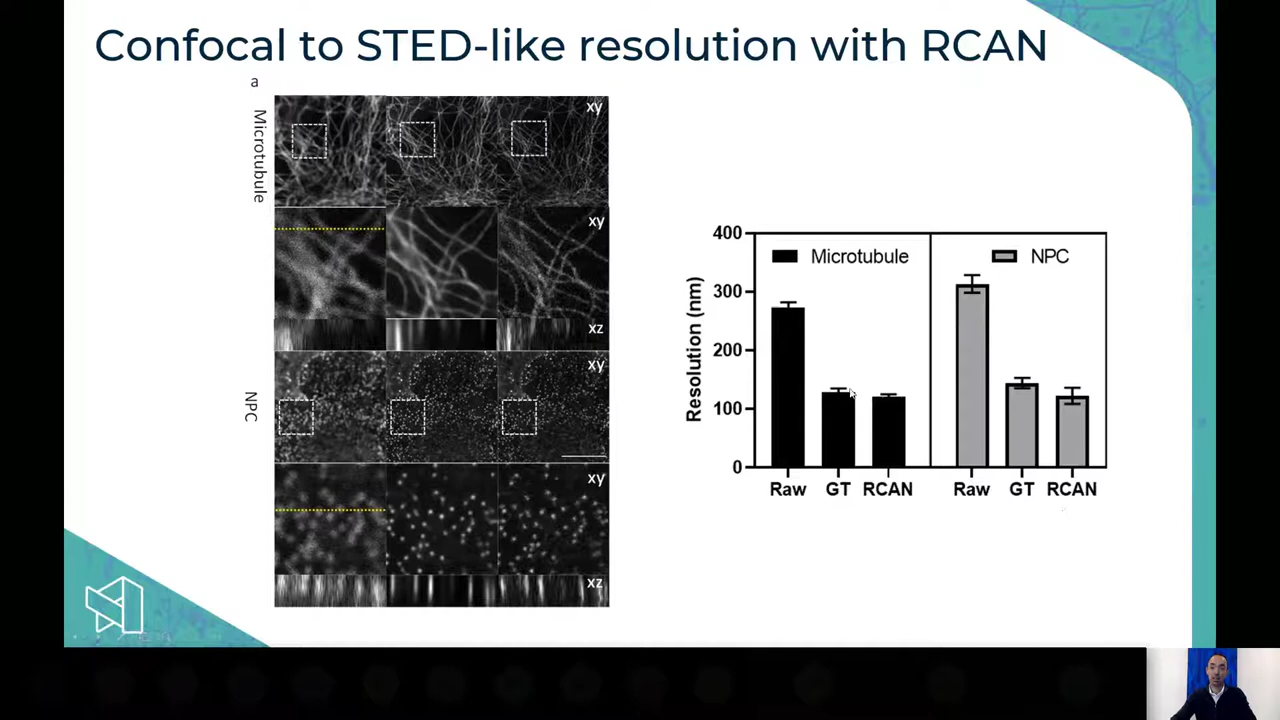 Confocal to STED-like resolution with RCAN
a
Microtubule
xy
xy
xz
NPC
xy
xy
xz
Resolution (nm)
400
300
200
100
0
Microtubule
NPC
Raw GT RCAN
Raw GT RCAN